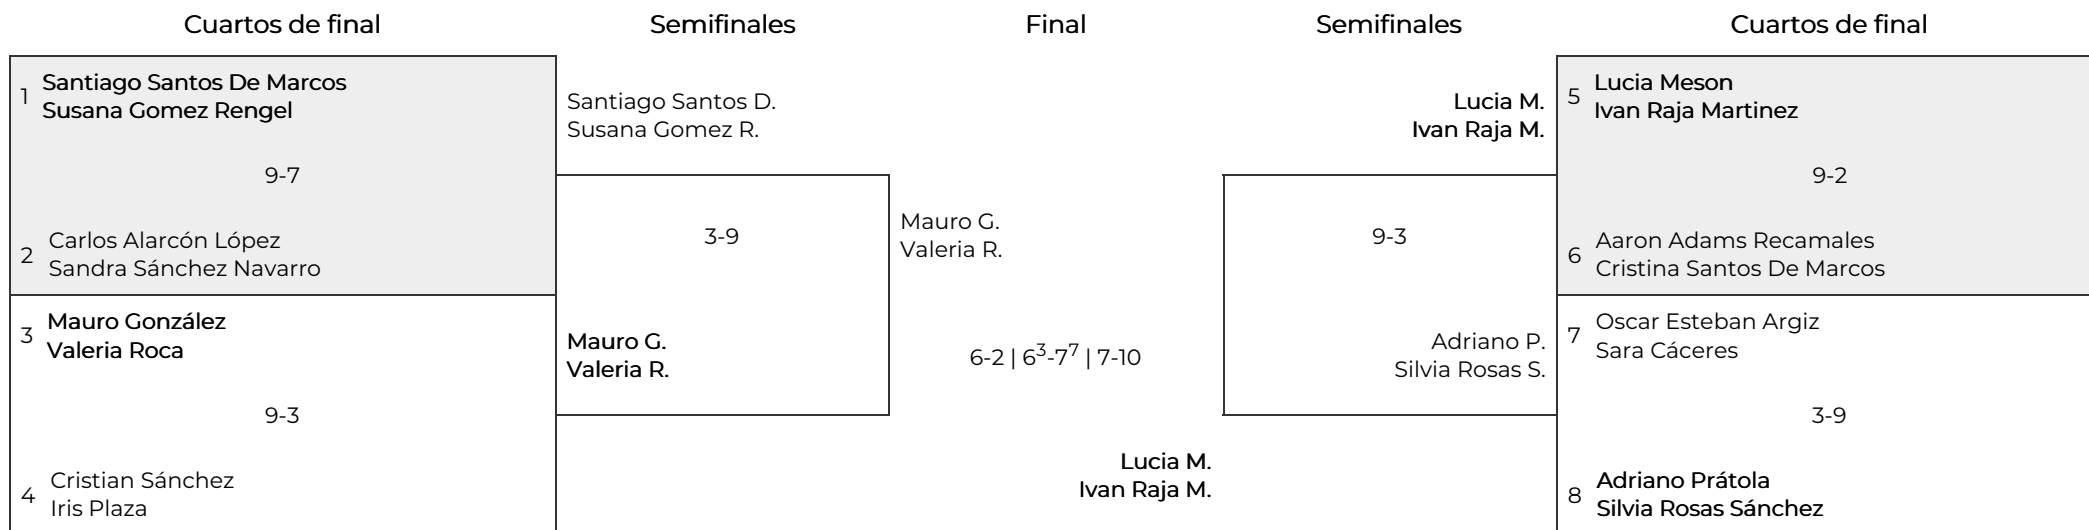 Cuartos de final
Semifinales
Final
Semifinales
Cuartos de final
1
Santiago Santos De Marcos
Susana Gomez Rengel
9-7
2
Carlos Alarcón López
Sandra Sánchez Navarro
3
Mauro González
Valeria Roca
9-3
4
Cristian Sánchez
Iris Plaza
Santiago Santos D.
Susana Gomez R.
3-9
Mauro G.
Valeria R.
Mauro G.
Valeria R.
6-2 | 6³-7⁷ | 7-10
Lucia M.
Ivan Raja M.
Lucia M.
Ivan Raja M.
9-3
Adriano P.
Silvia Rosas S.
5
Lucia Meson
Ivan Raja Martinez
9-2
6
Aaron Adams Recamales
Cristina Santos De Marcos
7
Oscar Esteban Argiz
Sara Cáceres
3-9
8
Adriano Prátola
Silvia Rosas Sánchez